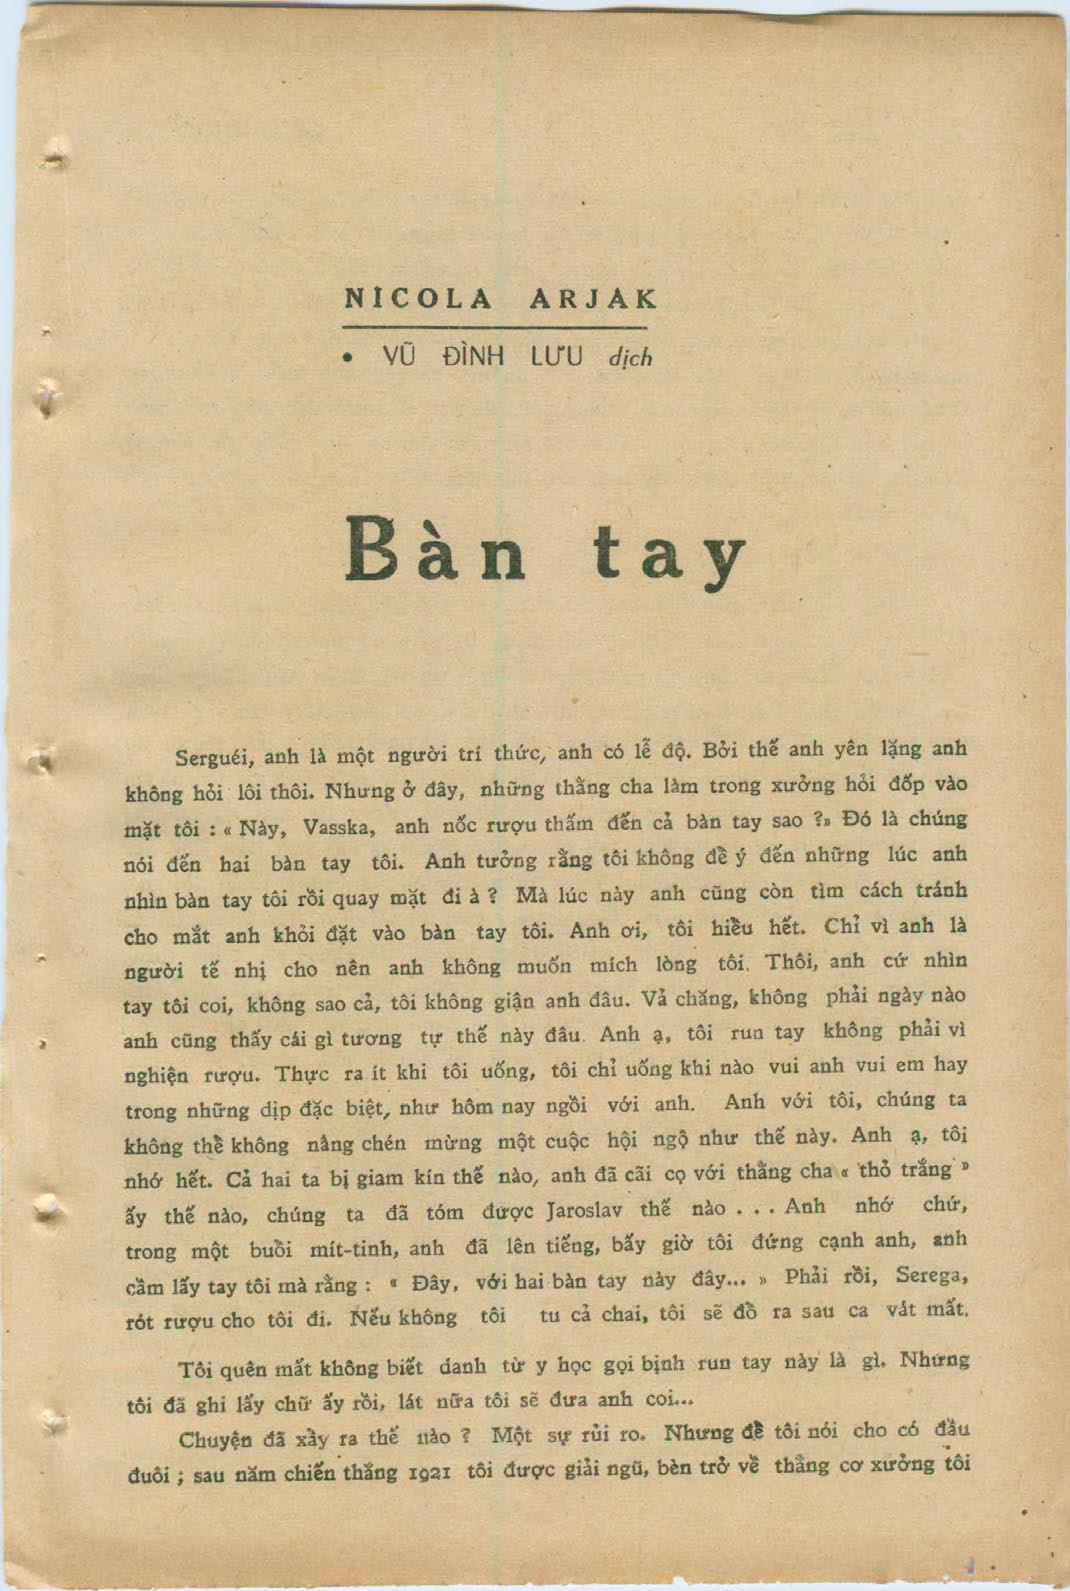 NICOLA ARJAK
• VŨ ĐÌNH LƯU dịch
Bàn tay
Serguéi, anh là một người trí thức, anh có lễ độ. Bởi thế anh yên lặng anh
không hỏi lôi thôi. Nhưng ở đây, những thằng cha làm trong xưởng hỏi đốp vào
mặt tôi : « Này, Vasska, anh nốc rượu thấm đến cả bàn tay sao ?» Đó là chúng
nói đến hai bàn tay tôi. Anh tưởng rằng tôi không để ý đến những lúc anh
nhìn bàn tay tôi rồi quay mặt đi à ? Mà lúc này anh cũng còn tìm cách tránh
cho mắt anh khỏi đặt vào bàn tay tôi. Anh ơi, tôi hiểu hết. Chỉ vì anh là
người tế nhị cho nên anh không muốn mích lòng tôi. Thôi, anh cứ nhìn
tay tôi coi, không sao cả, tôi không giận anh đâu. Vả chăng, không phải ngày nào
anh cũng thấy cái gì tương tự thế này đâu. Anh ạ, tôi run tay không phải vì
nghiện rượu. Thực ra ít khi tôi uống, tôi chỉ uống khi nào vui anh vui em hay
trong những dịp đặc biệt, như hôm nay ngồi với anh. Anh với tôi, chúng ta
không thể không nâng chén mừng một cuộc hội ngộ như thế này. Anh ạ, tôi
nhớ hết. Cả hai ta bị giam kín thế nào, anh đã cãi cọ với thằng cha « thỏ trắng »
ấy thế nào, chúng ta đã tóm được Jaroslav thế nào . . . Anh nhớ chứ,
trong một buổi mít-tinh, anh đã lên tiếng, bấy giờ tôi đứng cạnh anh, anh
cầm lấy tay tôi mà rằng : « Đây, với hai bàn tay này đây... » Phải rồi, Serega,
rót rượu cho tôi đi. Nếu không tôi tu cả chai, tôi sẽ đổ ra sau ca vát mất.
Tôi quên mất không biết danh từ y học gọi bịnh run tay này là gì. Nhưng
tôi đã ghi lấy chữ ấy rồi, lát nữa tôi sẽ đưa anh coi...
Chuyện đã xảy ra thế nào ? Một sự rủi ro. Nhưng để tôi nói cho có đầu
đuôi ; sau năm chiến thắng 1921 tôi được giải ngũ, bèn trở về thẳng cơ xưởng tôi